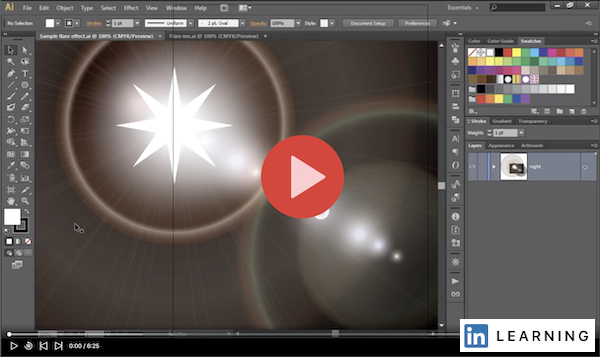 Ai File Edit Object Type Select Effect View Window Help Essentials
No Selection Stroke: 1 pt Uniform 2 pt. Oval Opacity: 100% Style: Document Setup Preferences
Sample flare effect.ai @ 100% (CMYK/Preview) Flare me.ai @ 100% (CMYK/Preview)
Color Color Guide Swatches
Stroke Gradient Transparency
Weight: 1 pt
Layers Appearance Artboards
night
in LEARNING
0:00 / 6:25